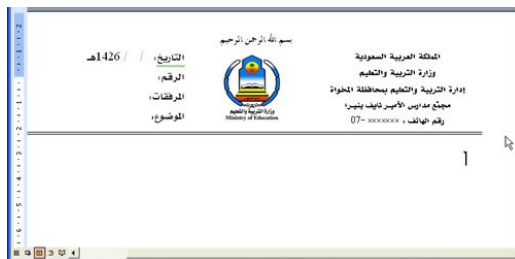 بسم الله الرحمن الرحيم
المملكة العربية السعودية
وزارة التربية والتعليم
إدارة التربية والتعليم بمحافظة المخواة
مجمع مدارس الأمير نايف بنمرا
رقم الهاتف : xxxxxxx -07
وزارة التربية والتعليم
Ministry of Education
التاريخ: / / 1426هـ
الرقم:
المرفقات:
الموضوع: